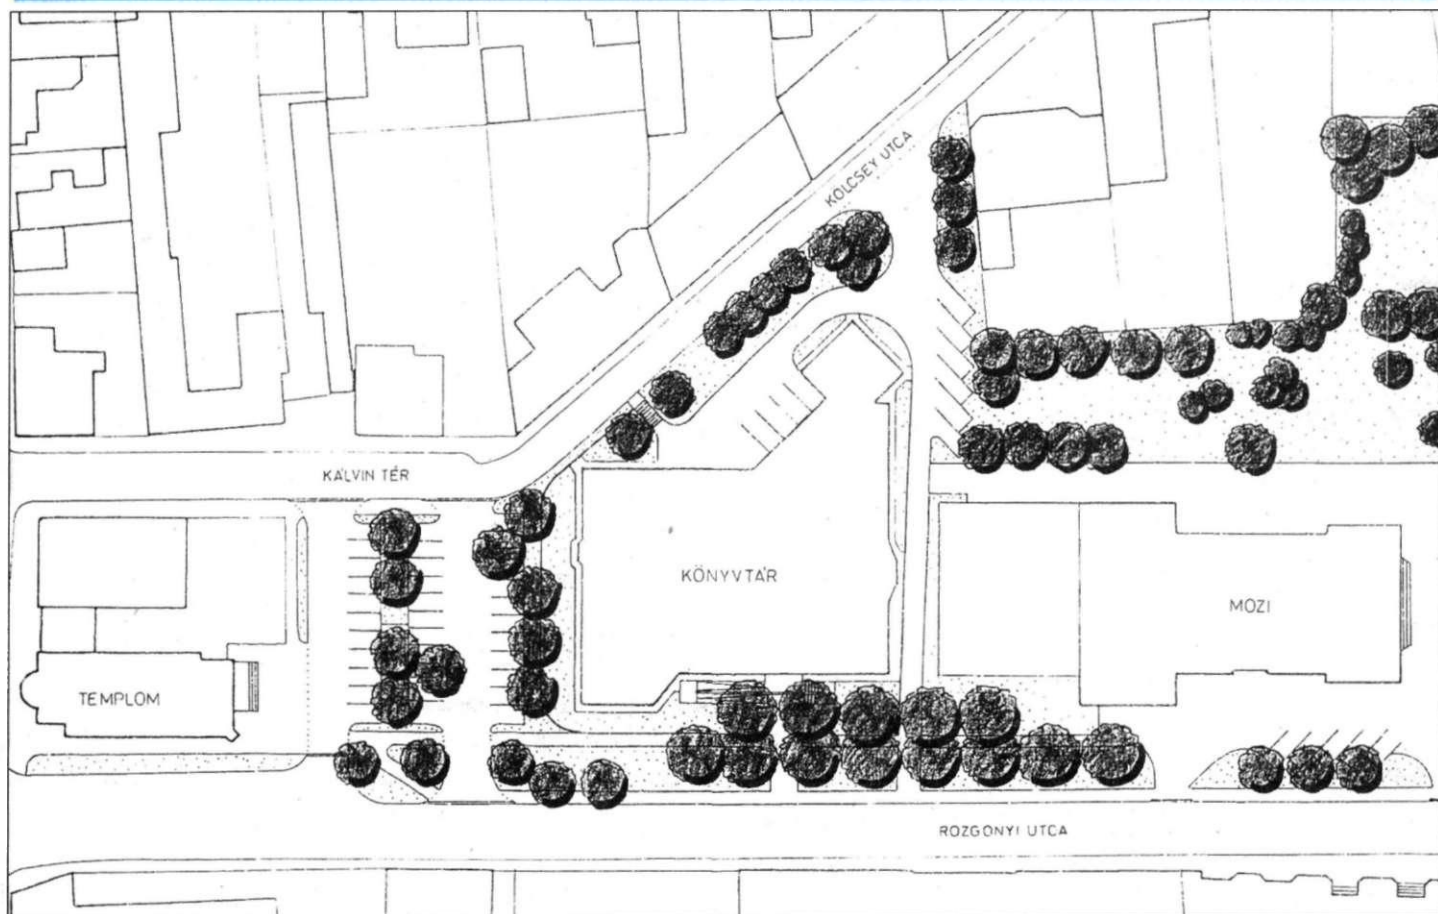 KÖLCSEY UTCA
KÁLVIN TÉR
KÖNYVTÁR
MOZI
TEMPLOM
ROZGONYI UTCA